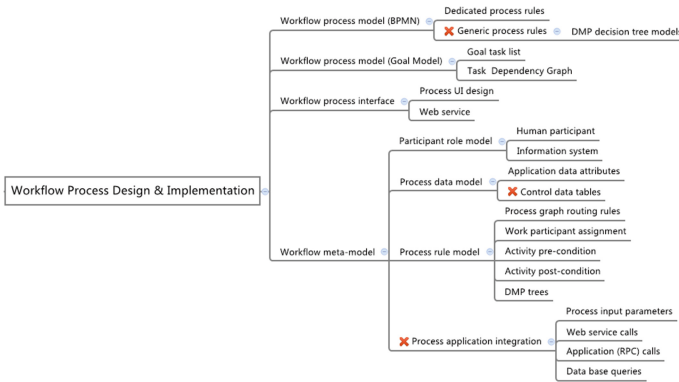 Workflow Process Design & Implementation
Workflow process model (BPMN)
Dedicated process rules
Generic process rules
DMP decision tree models
Workflow process model (Goal Model)
Goal task list
Task Dependency Graph
Workflow process interface
Process UI design
Web service
Workflow meta-model
Participant role model
Human participant
Information system
Process data model
Application data attributes
Control data tables
Process rule model
Process graph routing rules
Work participant assignment
Activity pre-condition
Activity post-condition
DMP trees
Process application integration
Process input parameters
Web service calls
Application (RPC) calls
Data base queries